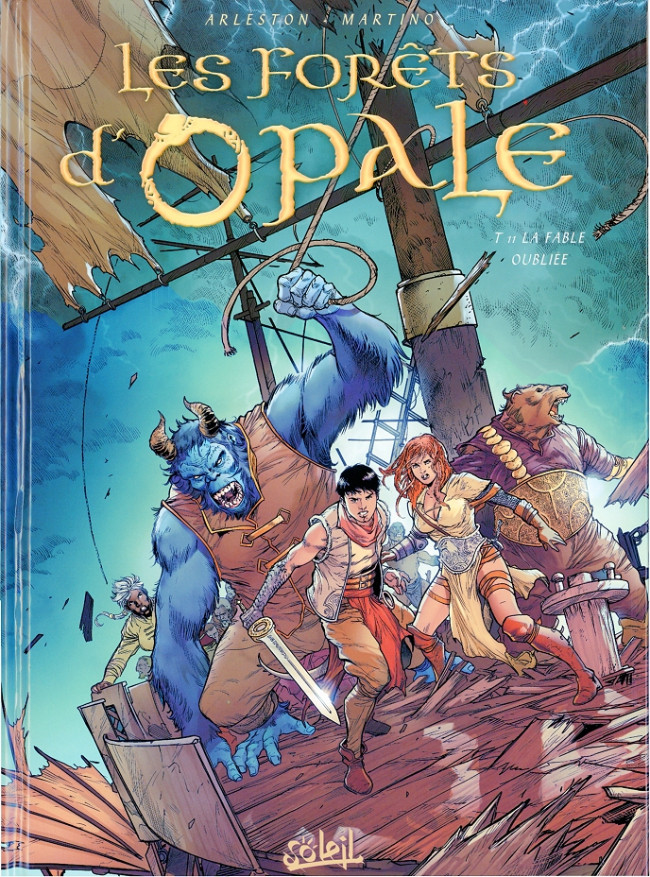 ARLESTON • MARTINO
LES FORÊTS
d'OPALE
T 11 LA FABLE
OUBLIÉE
SOLEIL